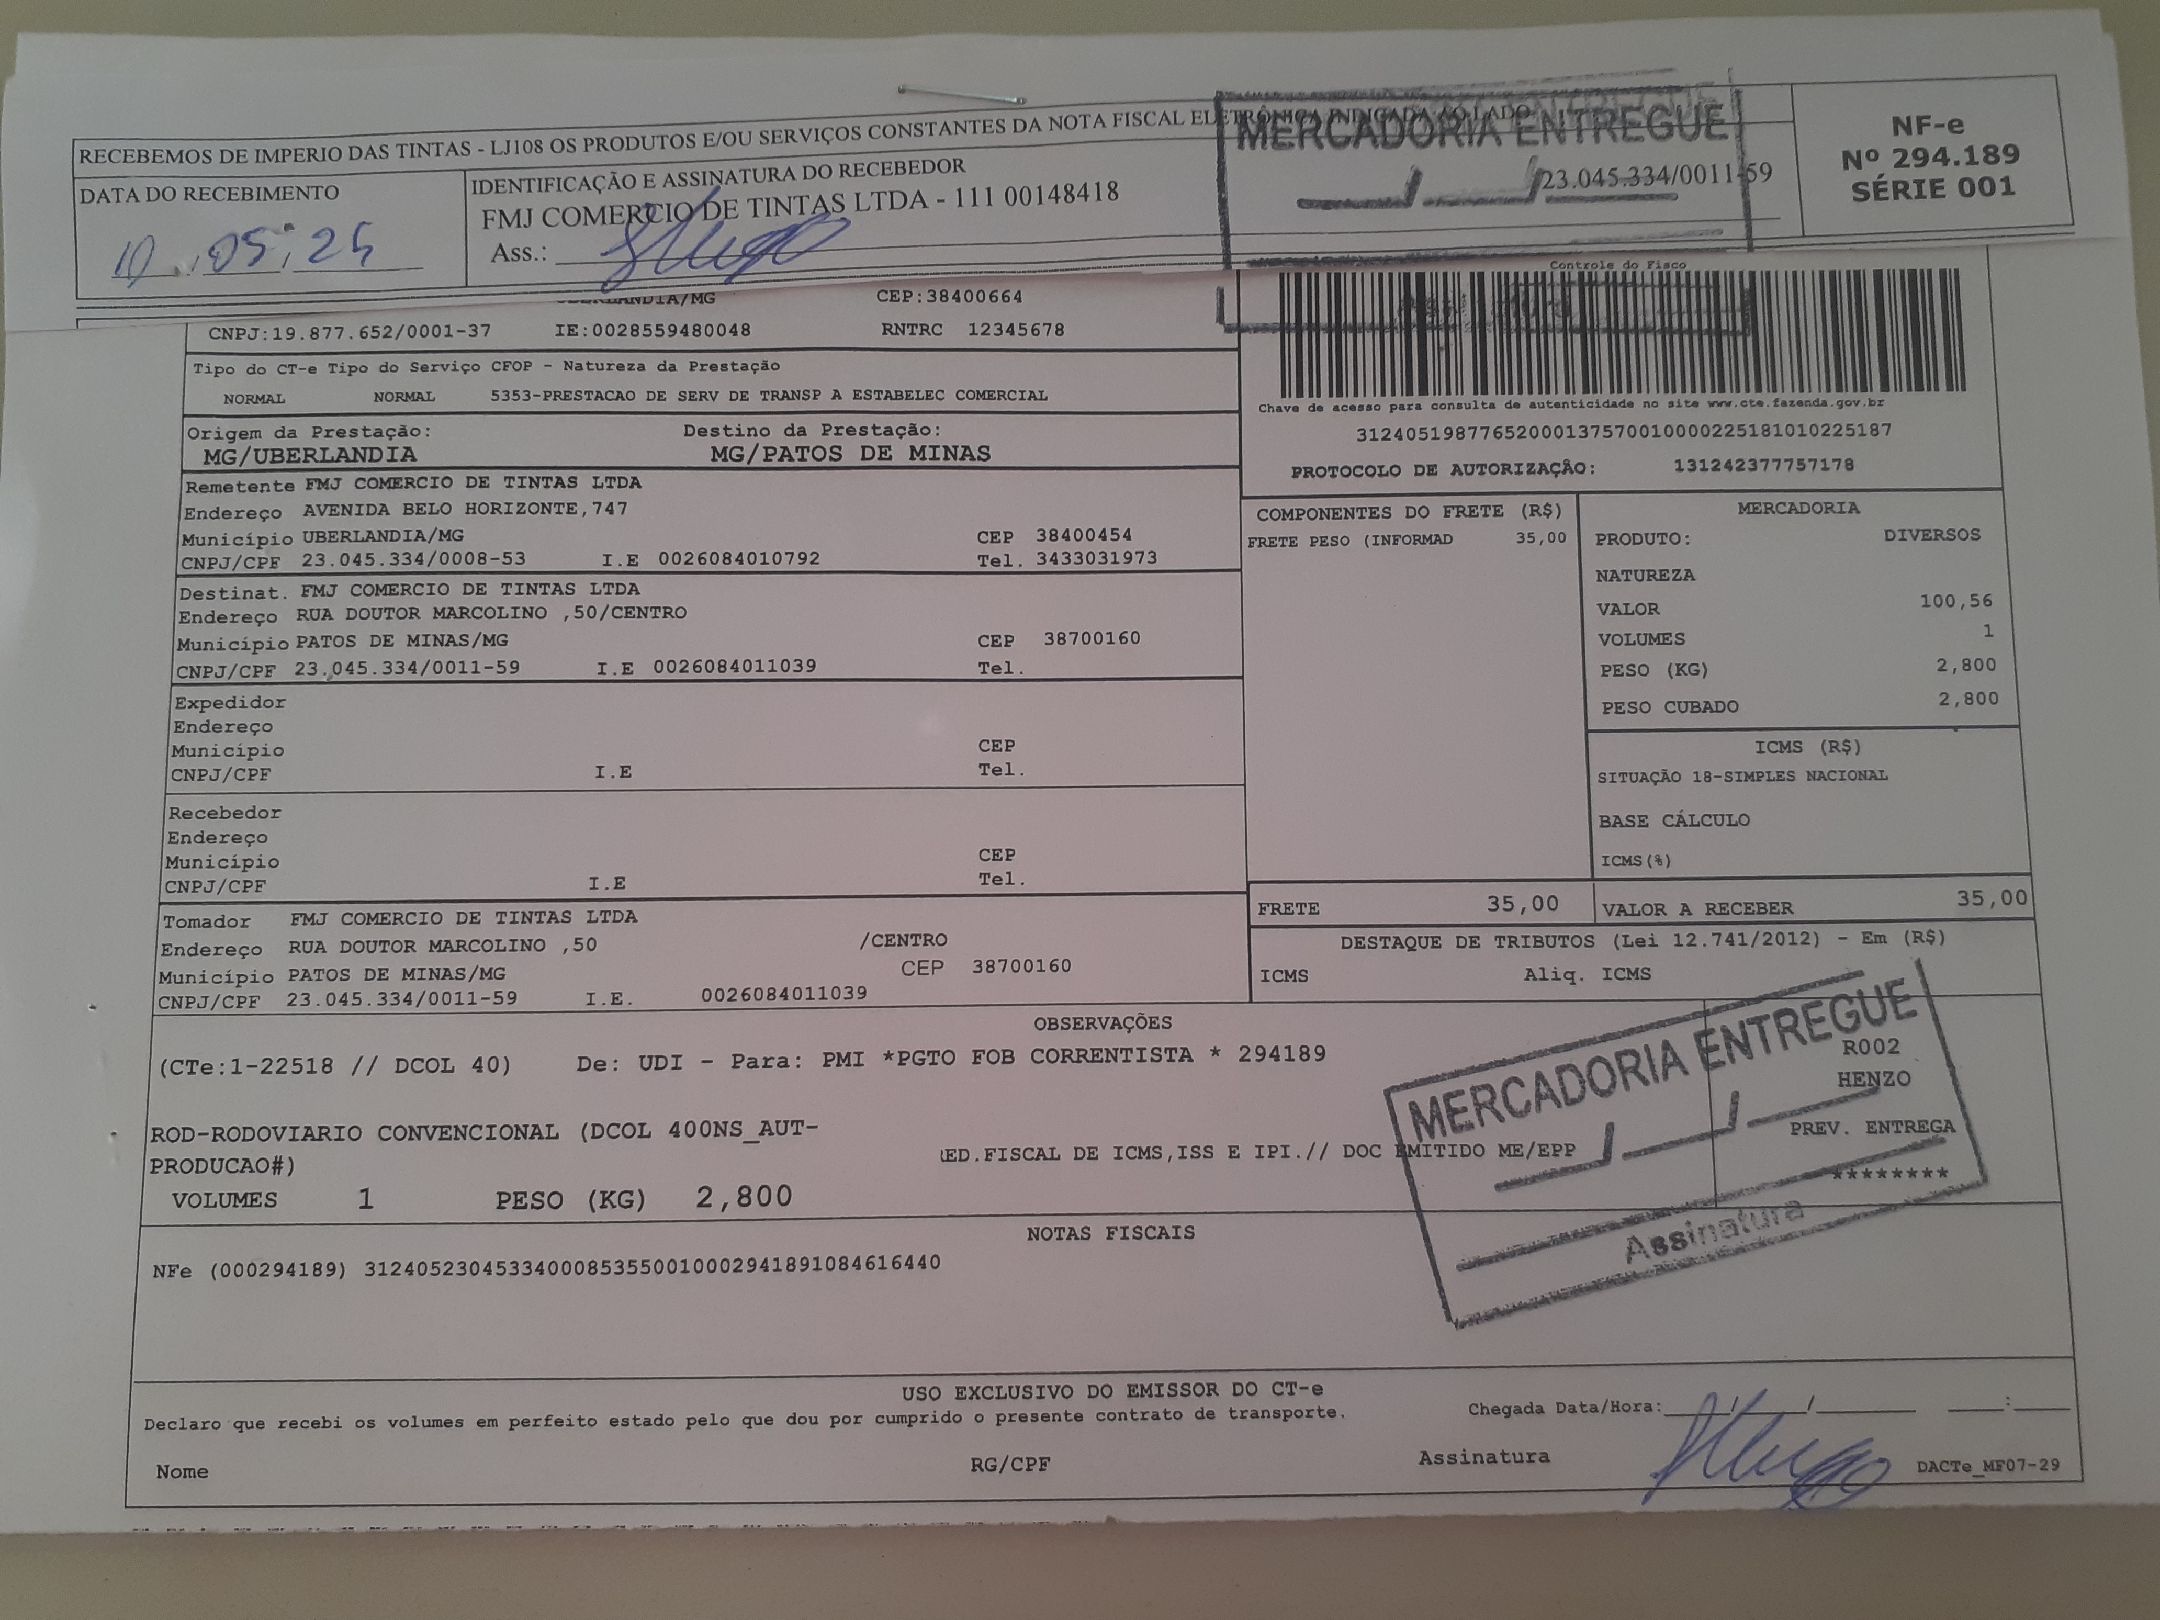 RECEBEMOS DE IMPERIO DAS TINTAS - LJ108 OS PRODUTOS E/OU SERVIÇOS CONSTANTES DA NOTA FISCAL ELETRÔNICA INDICADA AO LADO
MERCADORIA ENTREGUE
NF-e
Nº 294.189
SÉRIE 001
DATA DO RECEBIMENTO
IDENTIFICAÇÃO E ASSINATURA DO RECEBEDOR
FMJ COMERCIO DE TINTAS LTDA - 111 00148418
23.045.334/0011-59
Ass.:
CEP:38400664
CNPJ:19.877.652/0001-37 IE:0028559480048 RNTRC 12345678
Tipo do CT-e Tipo do Serviço CFOP - Natureza da Prestação
NORMAL NORMAL 5353-PRESTACAO DE SERV DE TRANSP A ESTABELEC COMERCIAL
Controle do Fisco
Chave de acesso para consulta de autenticidade no site www.cte.fazenda.gov.br
31240519877652000137570010000225181010225187
PROTOCOLO DE AUTORIZAÇÃO: 131242377757178
Origem da Prestação: Destino da Prestação:
MG/UBERLANDIA MG/PATOS DE MINAS
Remetente FMJ COMERCIO DE TINTAS LTDA
Endereço AVENIDA BELO HORIZONTE,747
Município UBERLANDIA/MG CEP 38400454
CNPJ/CPF 23.045.334/0008-53 I.E 0026084010792 Tel. 3433031973
Destinat. FMJ COMERCIO DE TINTAS LTDA
Endereço RUA DOUTOR MARCOLINO ,50/CENTRO
Município PATOS DE MINAS/MG CEP 38700160
CNPJ/CPF 23.045.334/0011-59 I.E 0026084011039 Tel.
Expedidor
Endereço
Município CEP
CNPJ/CPF I.E Tel.
Recebedor
Endereço
Município CEP
CNPJ/CPF I.E Tel.
Tomador FMJ COMERCIO DE TINTAS LTDA
Endereço RUA DOUTOR MARCOLINO ,50 /CENTRO
Município PATOS DE MINAS/MG CEP 38700160
CNPJ/CPF 23.045.334/0011-59 I.E. 0026084011039
COMPONENTES DO FRETE (R$)
FRETE PESO (INFORMAD 35,00
MERCADORIA
PRODUTO: DIVERSOS
NATUREZA
VALOR 100,56
VOLUMES 1
PESO (KG) 2,800
PESO CUBADO 2,800
ICMS (R$)
SITUAÇÃO 18-SIMPLES NACIONAL
BASE CÁLCULO
ICMS(%)
FRETE 35,00 VALOR A RECEBER 35,00
DESTAQUE DE TRIBUTOS (Lei 12.741/2012) - Em (R$)
ICMS Aliq. ICMS
OBSERVAÇÕES
(CTe:1-22518 // DCOL 40) De: UDI - Para: PMI *PGTO FOB CORRENTISTA * 294189
ROD-RODOVIARIO CONVENCIONAL (DCOL 400NS_AUT-
PRODUCAO#)
ED.FISCAL DE ICMS,ISS E IPI.// DOC EMITIDO ME/EPP
VOLUMES 1 PESO (KG) 2,800
R002
HENZO
PREV. ENTREGA
********
MERCADORIA ENTREGUE
Assinatura
NOTAS FISCAIS
NFe (000294189) 31240523045334000853550010002941891084616440
USO EXCLUSIVO DO EMISSOR DO CT-e
Declaro que recebi os volumes em perfeito estado pelo que dou por cumprido o presente contrato de transporte.
Chegada Data/Hora:___/___/___ ___:___
Nome RG/CPF Assinatura
DACTe_MF07-29